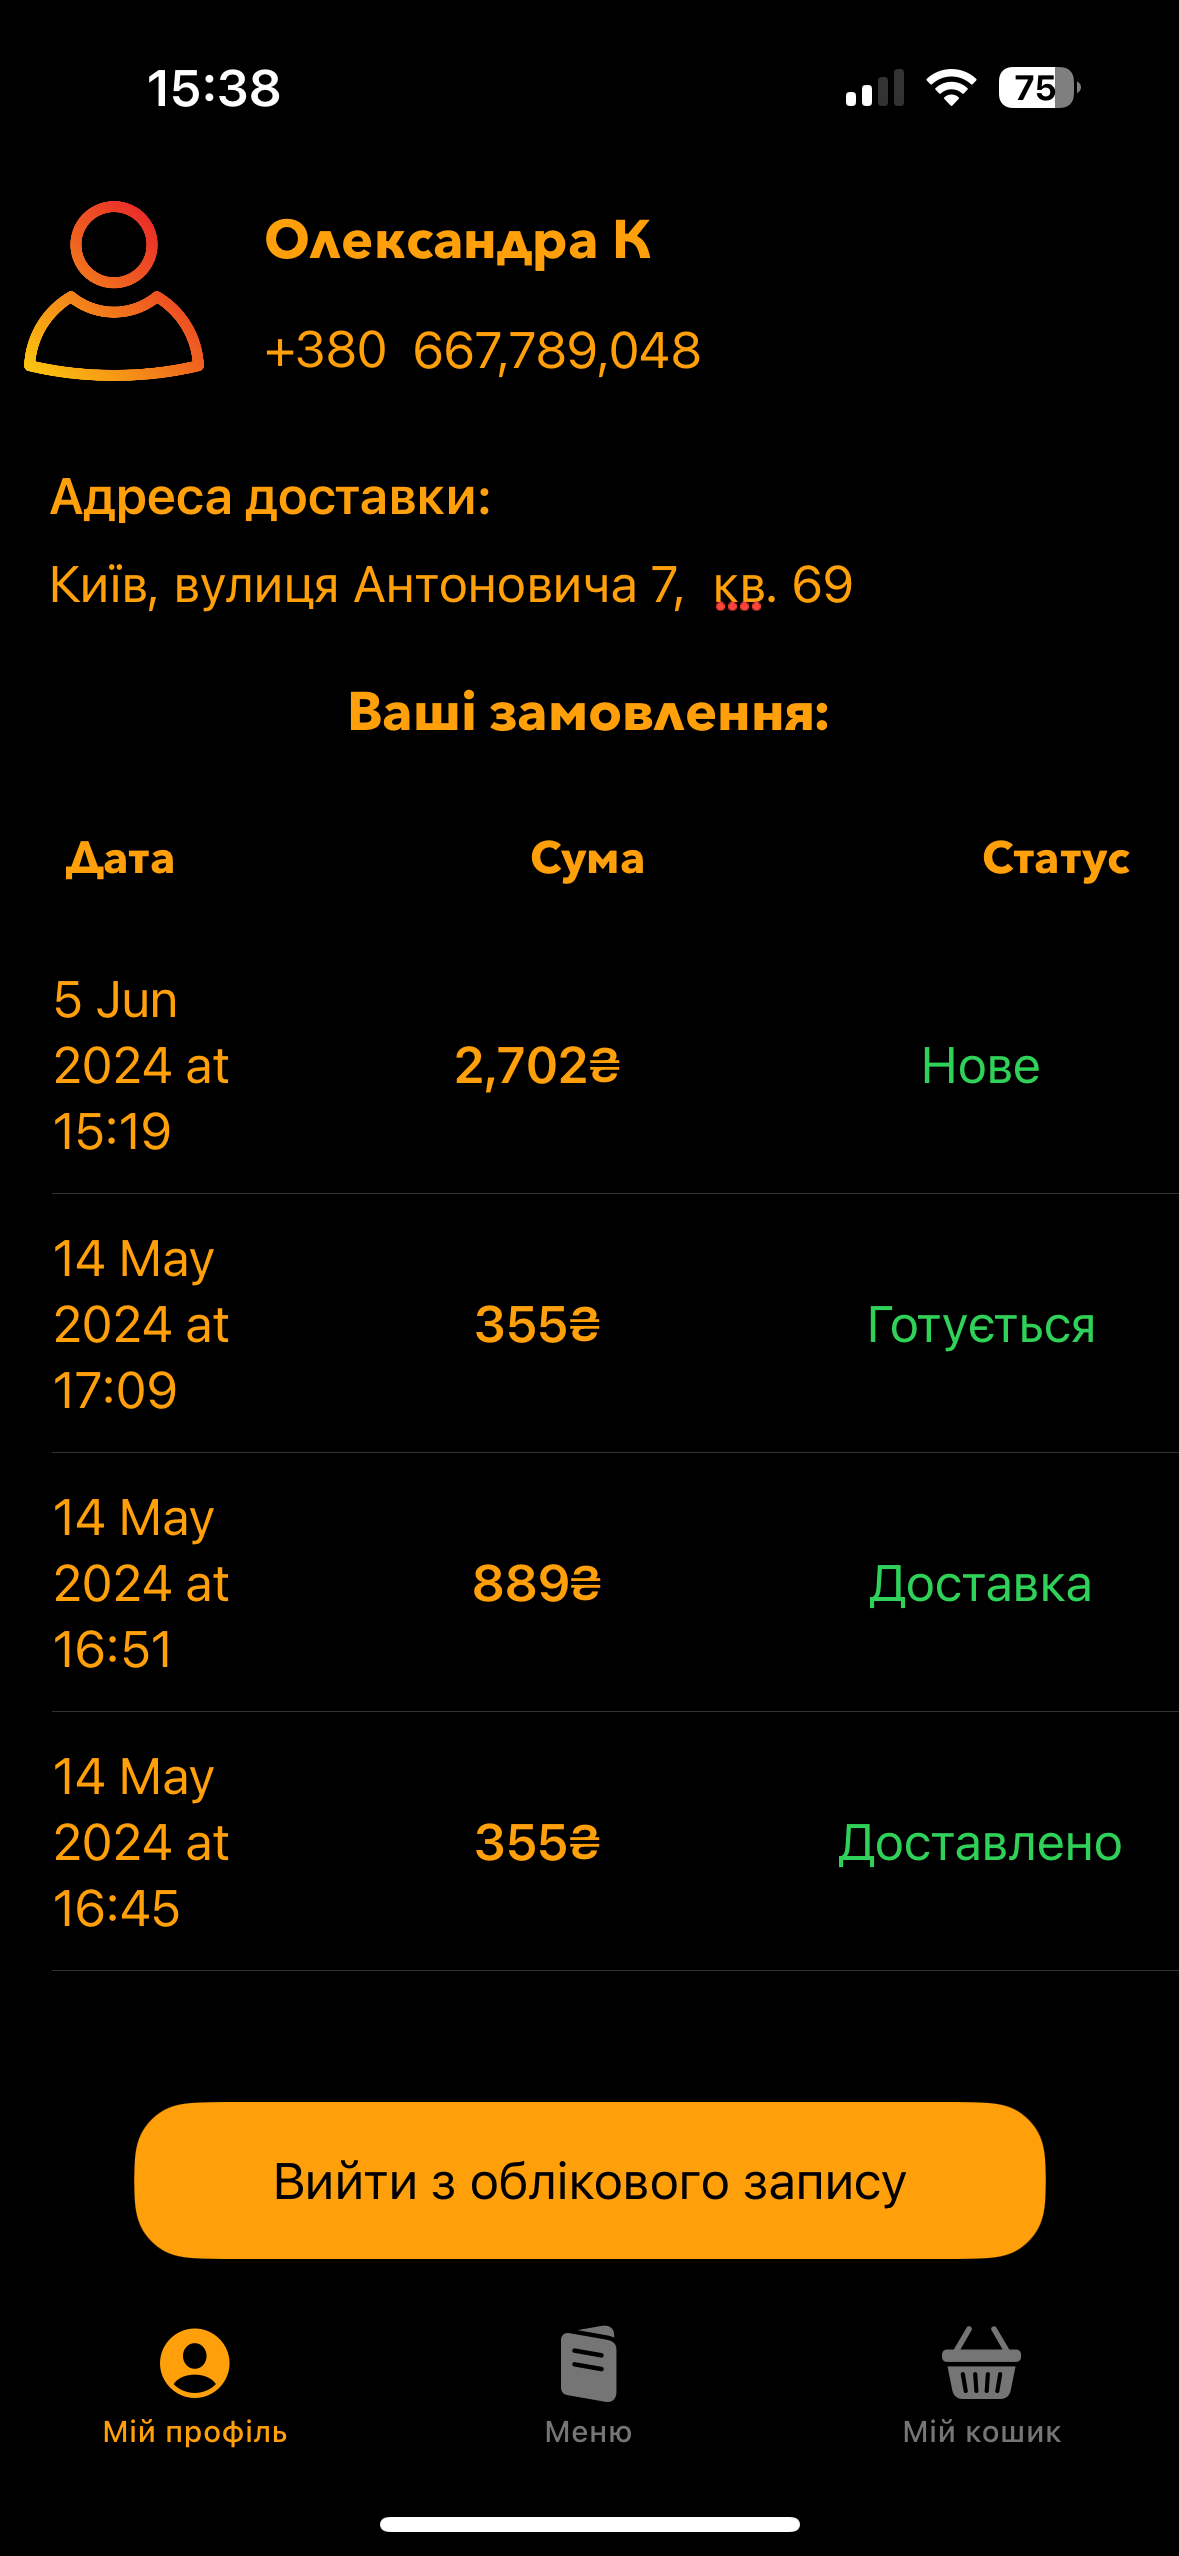 15:38
75
Олександра К
+380 667,789,048
Адреса доставки:
Київ, вулиця Антоновича 7, кв. 69
Ваші замовлення:
Дата Сума Статус
5 Jun
2024 at 2,702₴ Нове
15:19
14 May
2024 at 355₴ Готується
17:09
14 May
2024 at 889₴ Доставка
16:51
14 May
2024 at 355₴ Доставлено
16:45
Вийти з облікового запису
Мій профіль Меню Мій кошик